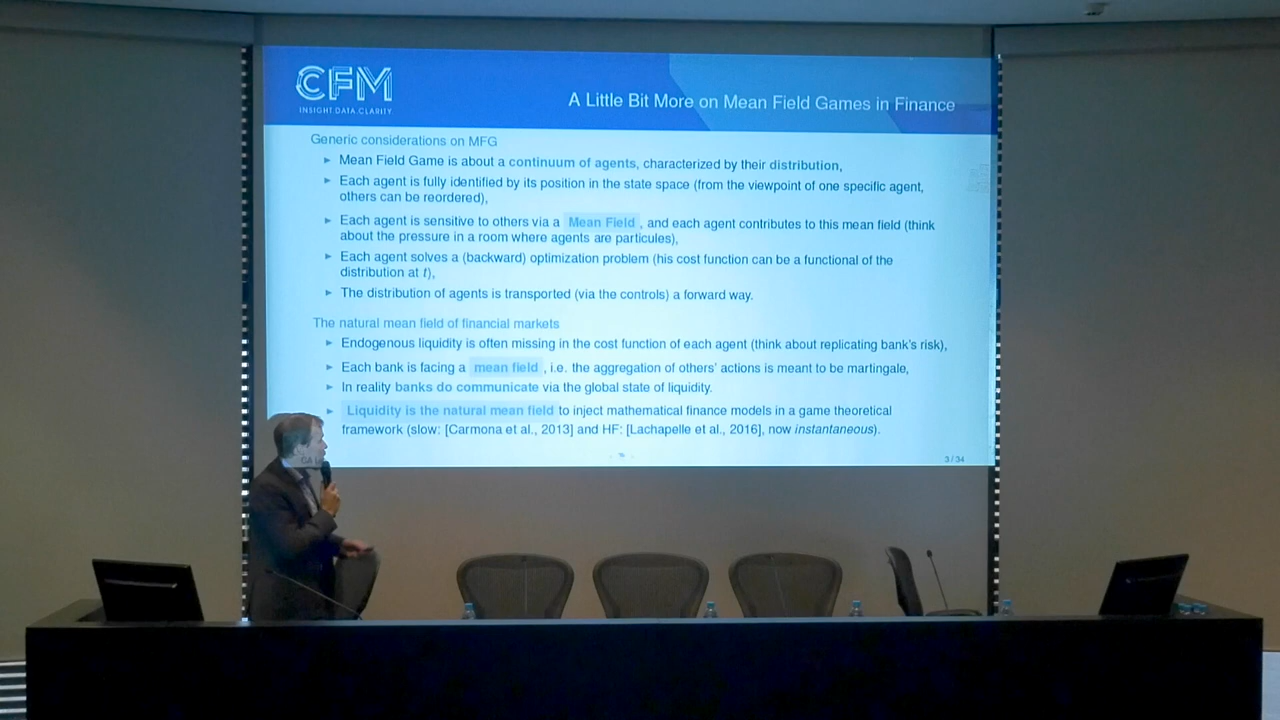 CFM
INSIGHT.DATA.CLARITY.
A Little Bit More on Mean Field Games in Finance
Generic considerations on MFG
► Mean Field Game is about a continuum of agents, characterized by their distribution,
► Each agent is fully identified by its position in the state space (from the viewpoint of one specific agent,
others can be reordered),
► Each agent is sensitive to others via a Mean Field , and each agent contributes to this mean field (think
about the pressure in a room where agents are particules),
► Each agent solves a (backward) optimization problem (his cost function can be a functional of the
distribution at t),
► The distribution of agents is transported (via the controls) a forward way.
The natural mean field of financial markets
► Endogenous liquidity is often missing in the cost function of each agent (think about replicating bank's risk),
► Each bank is facing a mean field , i.e. the aggregation of others' actions is meant to be martingale,
► In reality banks do communicate via the global state of liquidity.
► Liquidity is the natural mean field to inject mathematical finance models in a game theoretical
framework (slow: [Carmona et al., 2013] and HF: [Lachapelle et al., 2016], now instantaneous).
3 / 34